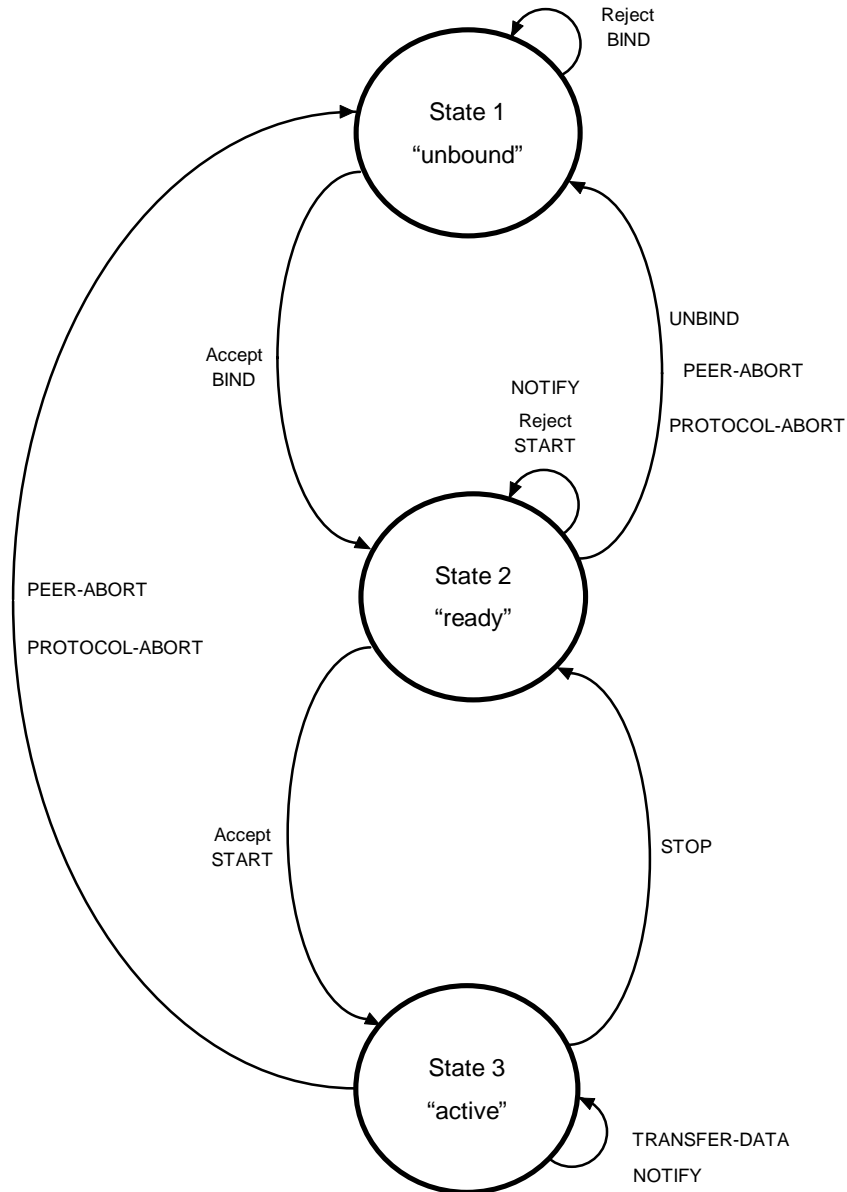 Reject
BIND
State 1
“unbound”
UNBIND
Accept
BIND
PEER-ABORT
NOTIFY
Reject
START
PROTOCOL-ABORT
State 2
“ready”
PEER-ABORT
PROTOCOL-ABORT
Accept
START
STOP
State 3
“active”
TRANSFER-DATA
NOTIFY